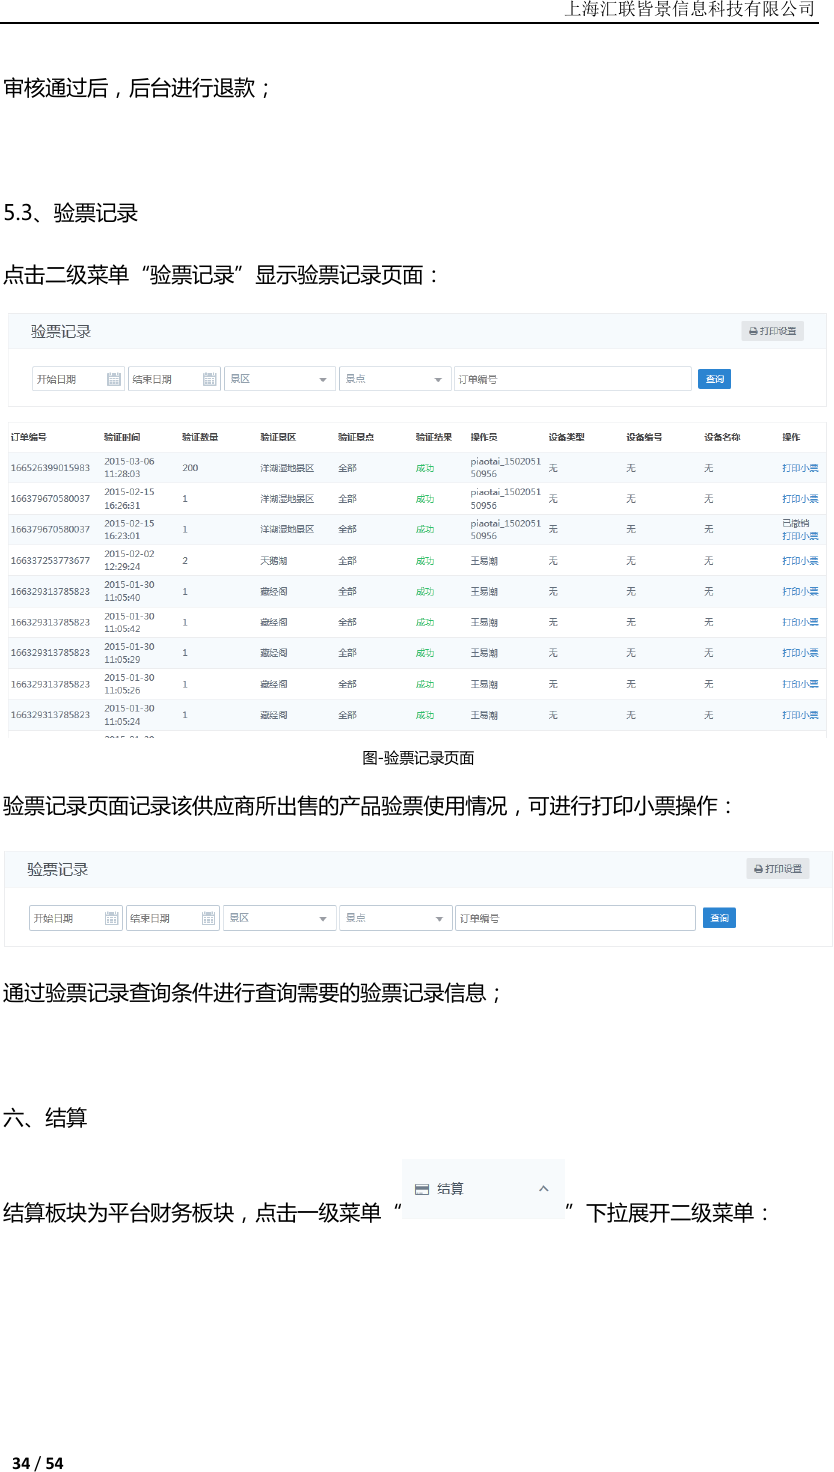 上海汇联皆景信息科技有限公司
审核通过后，后台进行退款；
5.3、验票记录
点击二级菜单“验票记录”显示验票记录页面：
验票记录 打印设置
开始日期 结束日期 景区 景点 订单编号 查询
订单编号 验证时间 验证数量 验证景区 验证景点 验证结果 操作员 设备类型 设备编号 设备名称 操作
166526399015983 2015-03-06 11:28:03 200 洋湖湿地景区 全部 成功 piaotai_150205150956 无 无 无 打印小票
166379670580037 2015-02-15 16:26:31 1 洋湖湿地景区 全部 成功 piaotai_150205150956 无 无 无 打印小票
166379670580037 2015-02-15 16:23:01 1 洋湖湿地景区 全部 成功 piaotai_150205150956 无 无 无 已撤销 打印小票
166337253773677 2015-02-02 12:29:24 2 天鹅湖 全部 成功 王易潮 无 无 无 打印小票
166329313785823 2015-01-30 11:05:40 1 藏经阁 全部 成功 王易潮 无 无 无 打印小票
166329313785823 2015-01-30 11:05:42 1 藏经阁 全部 成功 王易潮 无 无 无 打印小票
166329313785823 2015-01-30 11:05:29 1 藏经阁 全部 成功 王易潮 无 无 无 打印小票
166329313785823 2015-01-30 11:05:26 1 藏经阁 全部 成功 王易潮 无 无 无 打印小票
166329313785823 2015-01-30 11:05:24 1 藏经阁 全部 成功 王易潮 无 无 无 打印小票
图-验票记录页面
验票记录页面记录该供应商所出售的产品验票使用情况，可进行打印小票操作：
验票记录 打印设置
开始日期 结束日期 景区 景点 订单编号 查询
通过验票记录查询条件进行查询需要的验票记录信息；
六、结算
结算板块为平台财务板块，点击一级菜单“ 结算 ”下拉展开二级菜单：
34 / 54